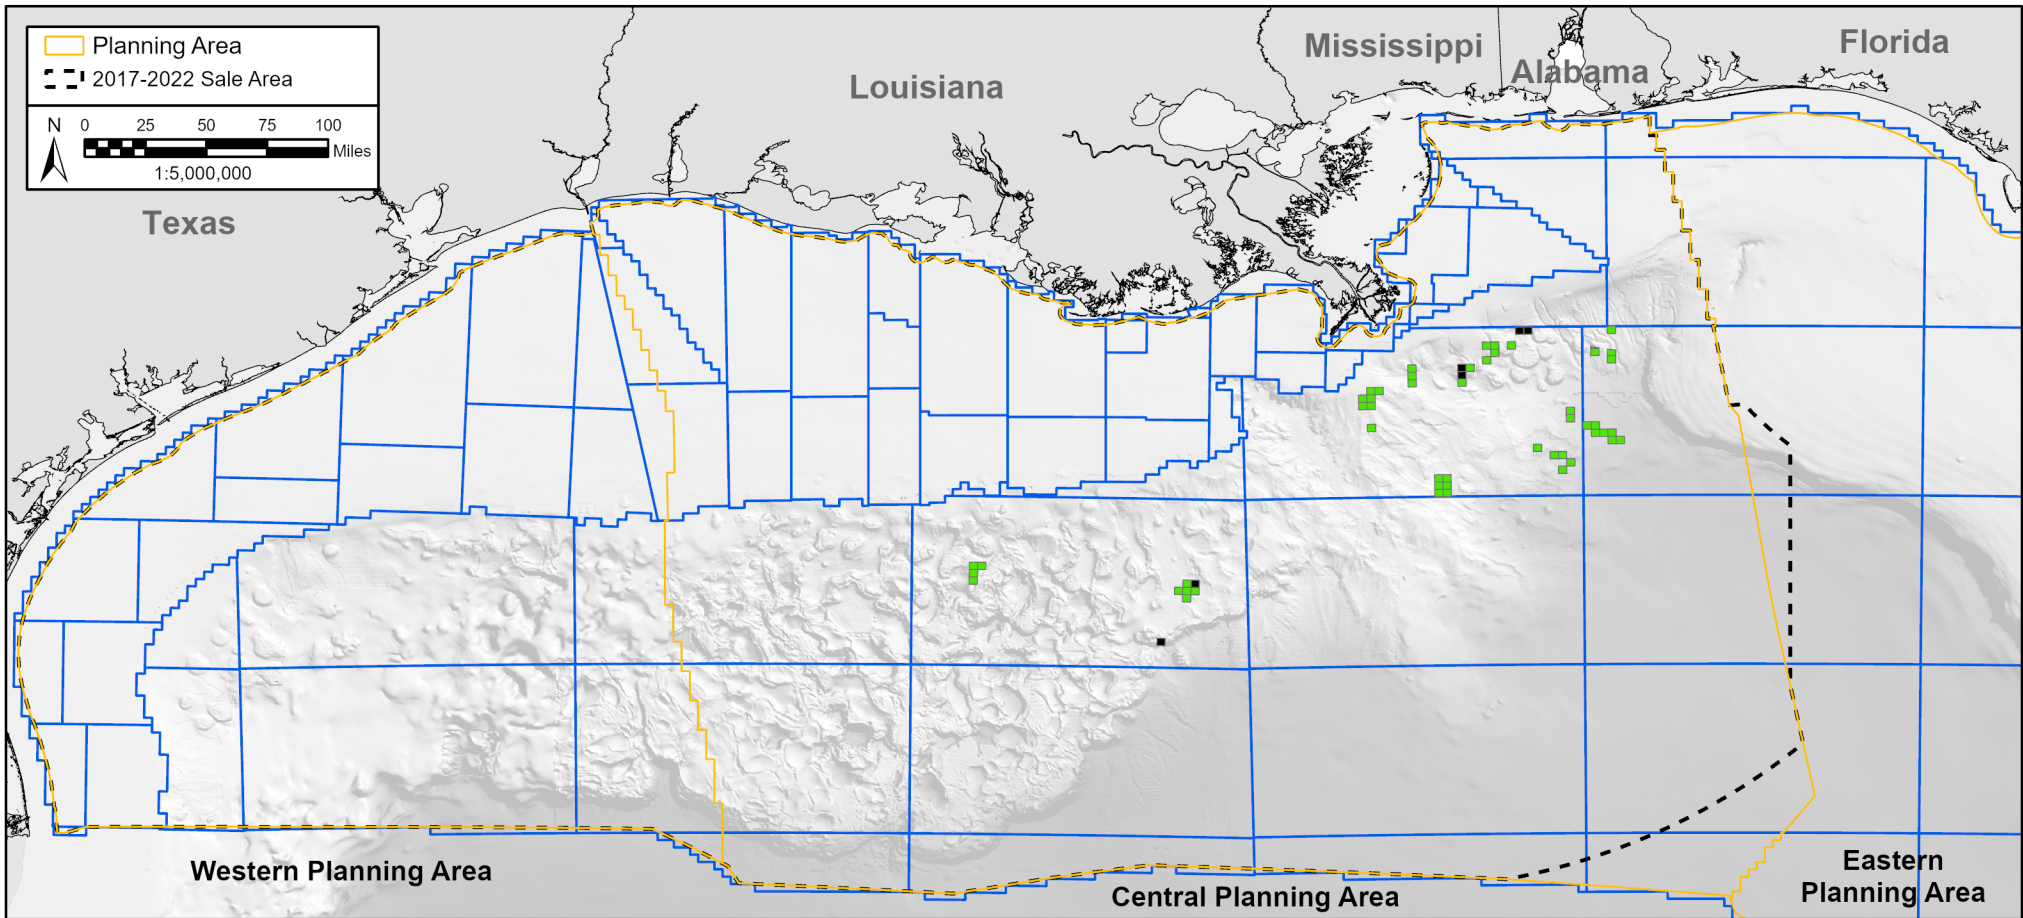 Planning Area
2017-2022 Sale Area
N
0 25 50 75 100
Miles
1:5,000,000
Texas
Louisiana
Mississippi
Alabama
Florida
Western Planning Area
Central Planning Area
Eastern
Planning Area